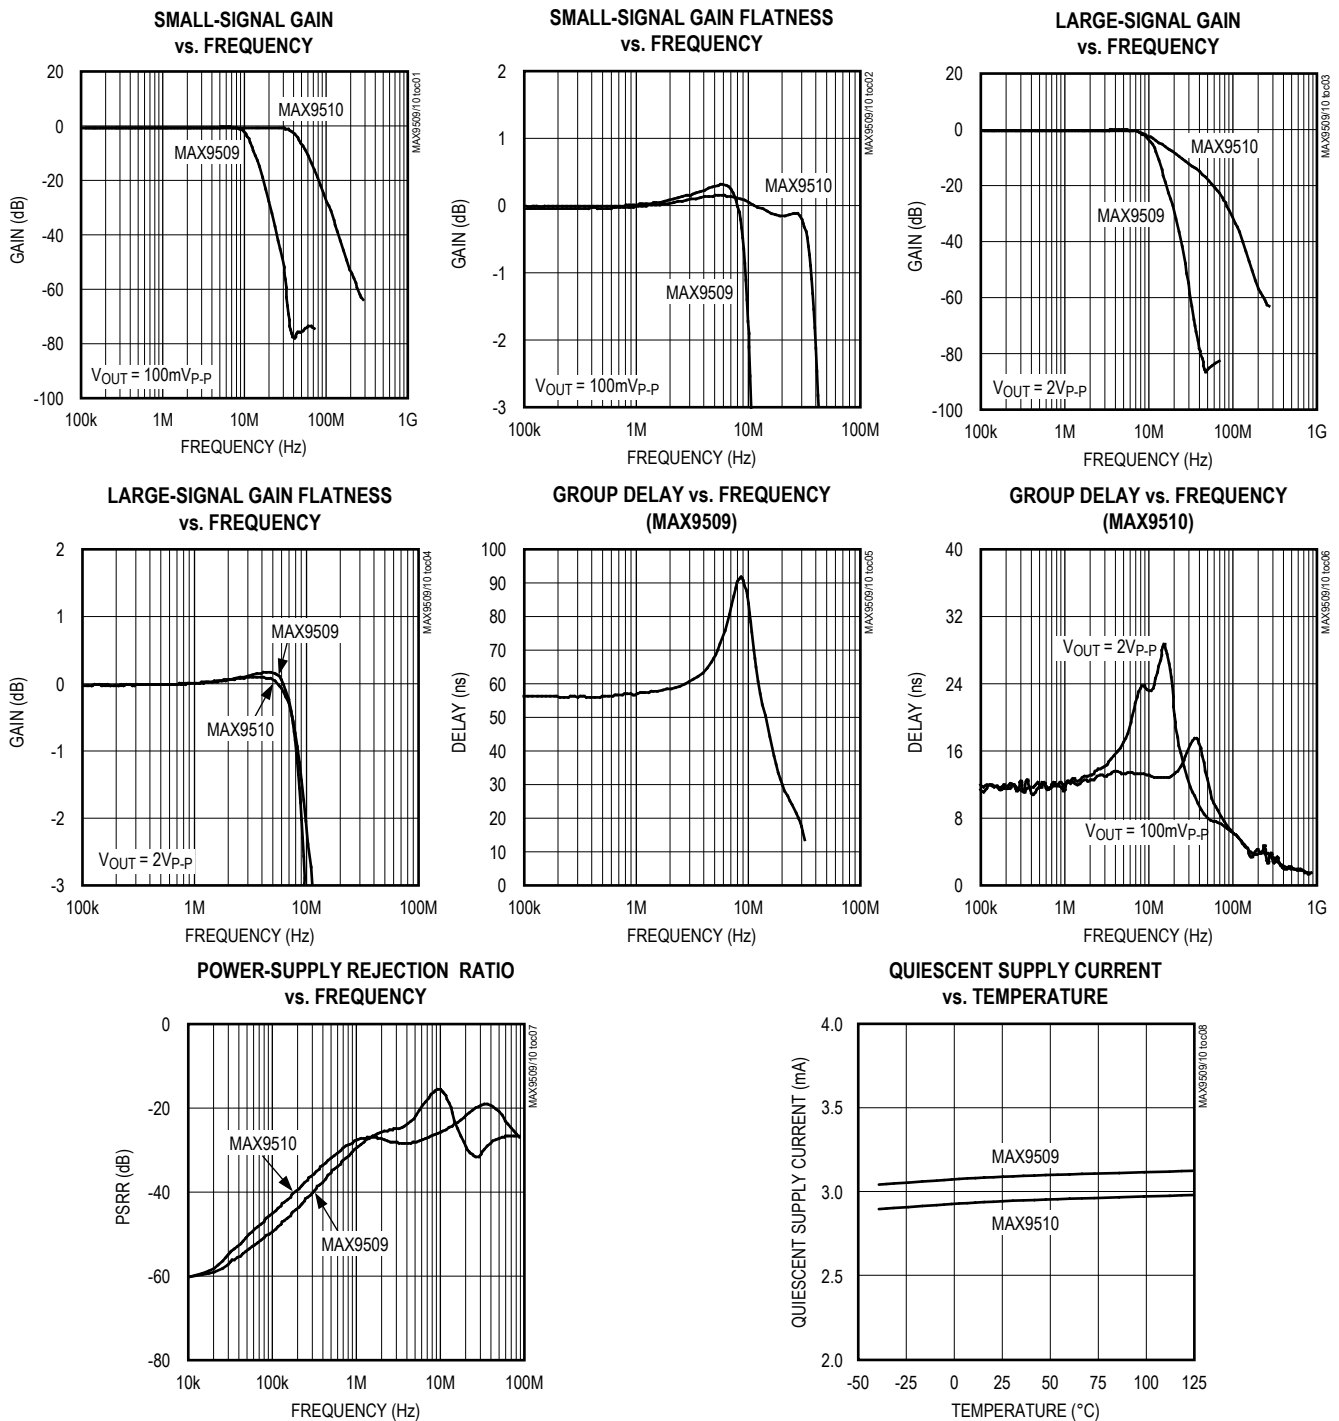 SMALL-SIGNAL GAIN
vs. FREQUENCY
20
0
-20
-40
-60
-80
-100
GAIN (dB)
MAX9510
MAX9509
VOUT = 100mVP-P
MAX9509/10 toc01
100k
1M
10M
100M
1G
FREQUENCY (Hz)
SMALL-SIGNAL GAIN FLATNESS
vs. FREQUENCY
2
1
0
-1
-2
-3
GAIN (dB)
MAX9510
MAX9509
VOUT = 100mVP-P
MAX9509/10 toc02
100k
1M
10M
100M
FREQUENCY (Hz)
LARGE-SIGNAL GAIN
vs. FREQUENCY
20
0
-20
-40
-60
-80
-100
GAIN (dB)
MAX9510
MAX9509
VOUT = 2VP-P
MAX9509/10 toc03
100k
1M
10M
100M
1G
FREQUENCY (Hz)
LARGE-SIGNAL GAIN FLATNESS
vs. FREQUENCY
2
1
0
-1
-2
-3
GAIN (dB)
MAX9509
MAX9510
VOUT = 2VP-P
MAX9509/10 toc04
100k
1M
10M
100M
FREQUENCY (Hz)
GROUP DELAY vs. FREQUENCY
(MAX9509)
100
90
80
70
60
50
40
30
20
10
0
DELAY (ns)
MAX9509/10 toc05
100k
1M
10M
100M
FREQUENCY (Hz)
GROUP DELAY vs. FREQUENCY
(MAX9510)
40
32
24
16
8
0
DELAY (ns)
VOUT = 2VP-P
VOUT = 100mVP-P
MAX9509/10 toc06
100k
1M
10M
100M
1G
FREQUENCY (Hz)
POWER-SUPPLY REJECTION RATIO
vs. FREQUENCY
0
-20
-40
-60
-80
PSRR (dB)
MAX9510
MAX9509
MAX9509/10 toc07
10k
100k
1M
10M
100M
FREQUENCY (Hz)
QUIESCENT SUPPLY CURRENT
vs. TEMPERATURE
4.0
3.5
3.0
2.5
2.0
QUIESCENT SUPPLY CURRENT (mA)
MAX9509
MAX9510
MAX9509/10 toc08
-50
-25
0
25
50
75
100
125
TEMPERATURE (°C)